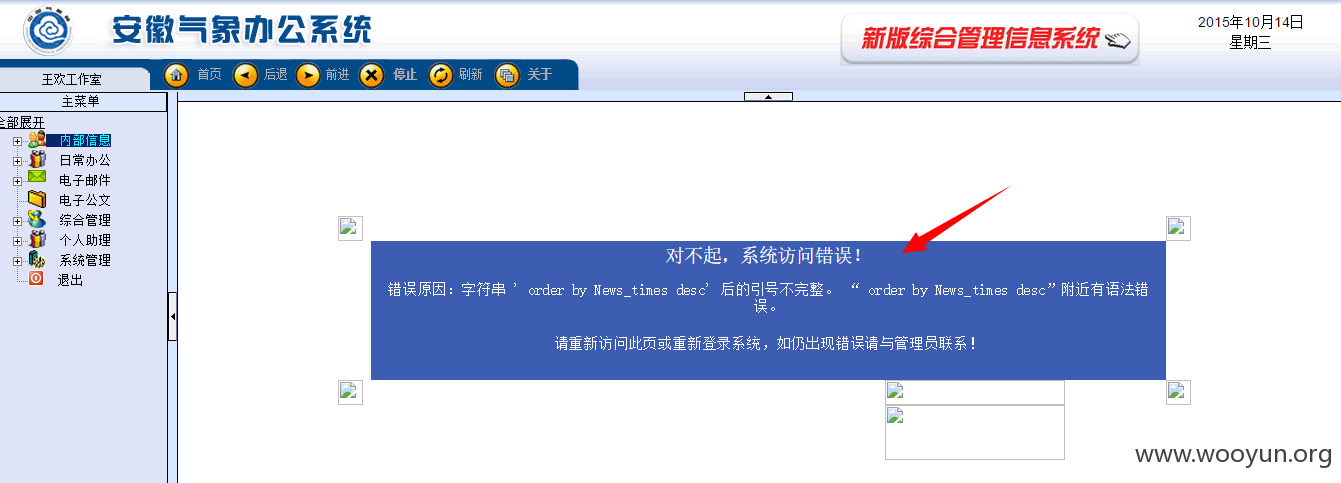 安徽气象办公系统
新版综合管理信息系统
2015年10月14日
星期三
王欢工作室
首页 后退 前进 停止 刷新 关于
主菜单
全部展开
内部信息
日常办公
电子邮件
电子公文
综合管理
个人助理
系统管理
退出
对不起，系统访问错误！
错误原因：字符串 ' order by News_times desc' 后的引号不完整。 “ order by News_times desc”附近有语法错
误。
请重新访问此页或重新登录系统，如仍出现错误请与管理员联系！
www.wooyun.org